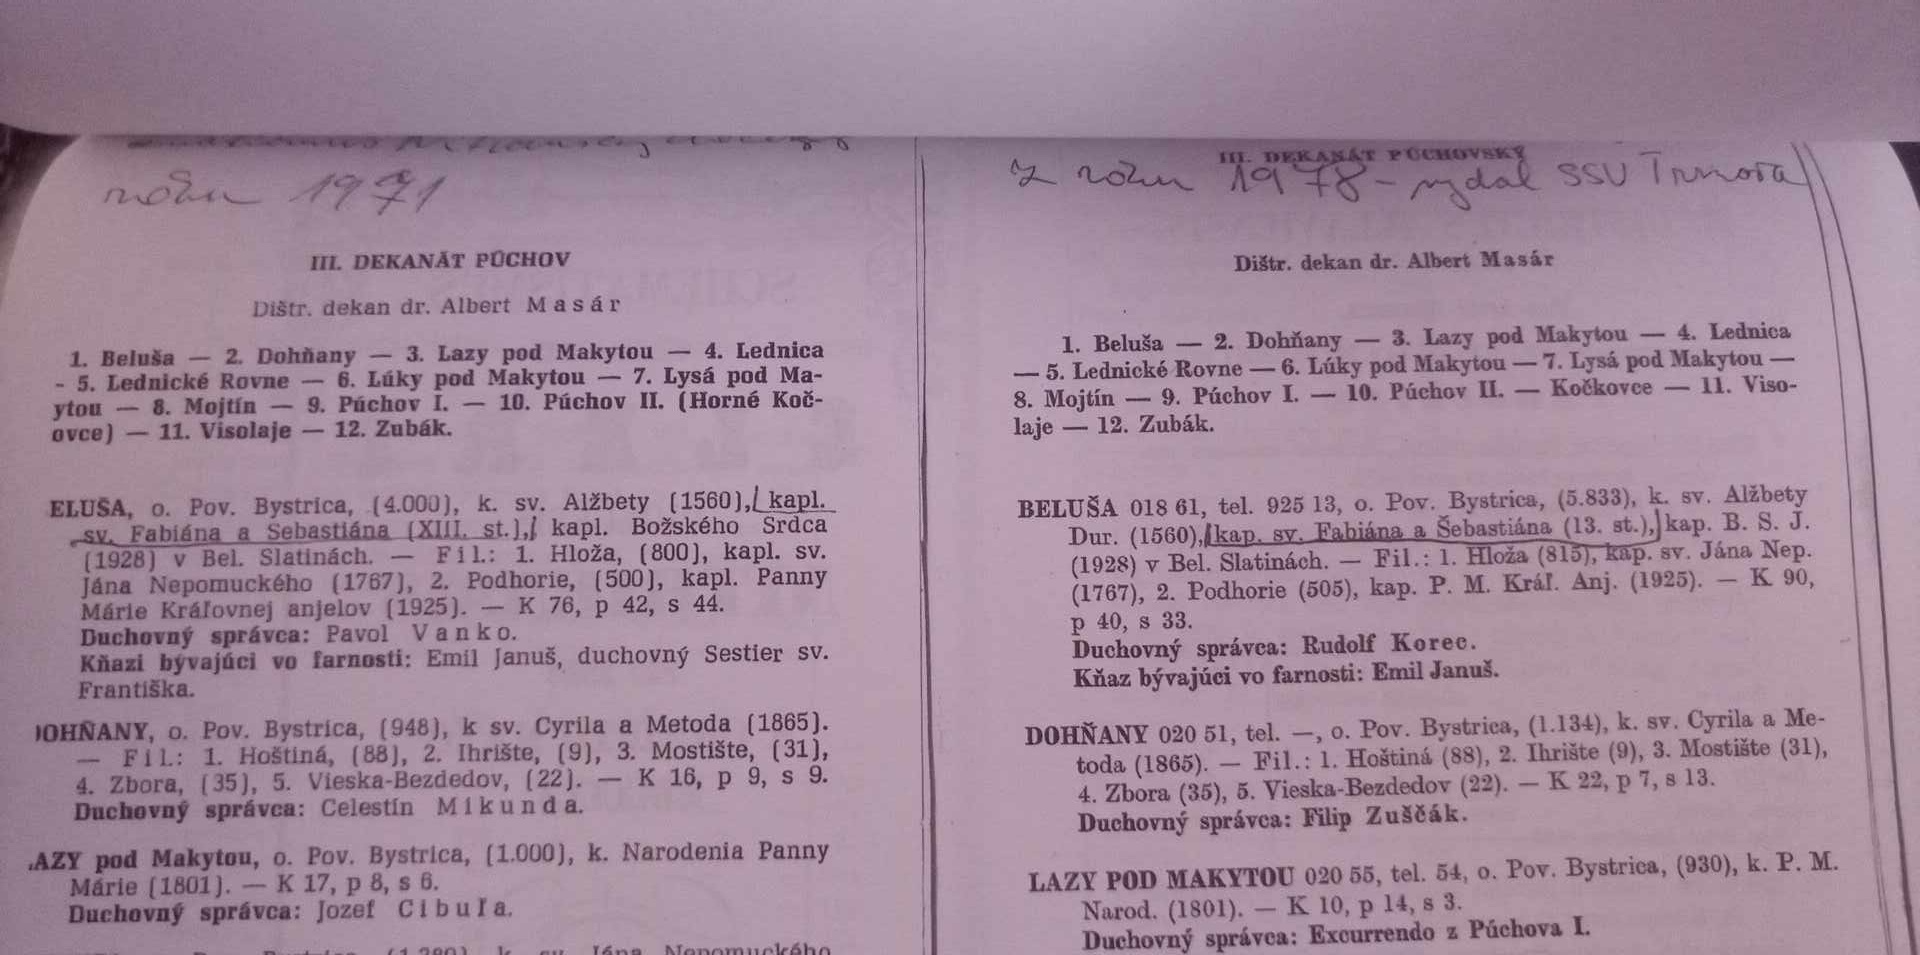 roku 1971
III. DEKANÁT PÚCHOV
Dištr. dekan dr. Albert Masár
1. Beluša — 2. Dohňany — 3. Lazy pod Makytou — 4. Lednica
- 5. Lednické Rovne — 6. Lúky pod Makytou — 7. Lysá pod Ma-
ytou — 8. Mojtín — 9. Púchov I. — 10. Púchov II. (Horné Koč-
ovce) — 11. Visolaje — 12. Zubák.
ELUŠA, o. Pov. Bystrica, (4.000), k. sv. Alžbety (1560), kapl.
sv. Fabiána a Sebastiána (XIII. st.), kapl. Božského Srdca
(1928) v Bel. Slatinách. — Fil.: 1. Hloža, (800), kapl. sv.
Jána Nepomuckého (1767), 2. Podhorie, (500), kapl. Panny
Márie Kráľovnej anjelov (1925). — K 76, p 42, s 44.
Duchovný správca: Pavol Vanko.
Kňazi bývajúci vo farnosti: Emil Januš, duchovný Sestier sv.
Františka.
OHŇANY, o. Pov. Bystrica, (948), k sv. Cyrila a Metoda (1865).
— Fil.: 1. Hoštiná, (88), 2. Ihrište, (9), 3. Mostište, (31),
4. Zbora, (35), 5. Vieska-Bezdedov, (22). — K 16, p 9, s 9.
Duchovný správca: Celestín Mikunda.
AZY pod Makytou, o. Pov. Bystrica, (1.000), k. Narodenia Panny
Márie (1801). — K 17, p 8, s 6.
Duchovný správca: Jozef Cibuľa.
Jána Nepomuckého
III. DEKANÁT PÚCHOVSKÝ
z roku 1978 - vydal SSV Trnava
Dištr. dekan dr. Albert Masár
1. Beluša — 2. Dohňany — 3. Lazy pod Makytou — 4. Lednica
— 5. Lednické Rovne — 6. Lúky pod Makytou — 7. Lysá pod Makytou —
8. Mojtín — 9. Púchov I. — 10. Púchov II. — Kočkovce — 11. Viso-
laje — 12. Zubák.
BELUŠA 018 61, tel. 925 13, o. Pov. Bystrica, (5.833), k. sv. Alžbety
Dur. (1560), kap. sv. Fabiána a Šebastiána (13. st.), kap. B. S. J.
(1928) v Bel. Slatinách. — Fil.: 1. Hloža (815), kap. sv. Jána Nep.
(1767), 2. Podhorie (505), kap. P. M. Kráľ. Anj. (1925). — K 90,
p 40, s 33.
Duchovný správca: Rudolf Korec.
Kňaz bývajúci vo farnosti: Emil Januš.
DOHŇANY 020 51, tel. —, o. Pov. Bystrica, (1.134), k. sv. Cyrila a Me-
toda (1865). — Fil.: 1. Hoštiná (88), 2. Ihrište (9), 3. Mostište (31),
4. Zbora (35), 5. Vieska-Bezdedov (22). — K 22, p 7, s 13.
Duchovný správca: Filip Zuščák.
LAZY POD MAKYTOU 020 55, tel. 54, o. Pov. Bystrica, (930), k. P. M.
Narod. (1801). — K 10, p 14, s 3.
Duchovný správca: Excurrendo z Púchova I.